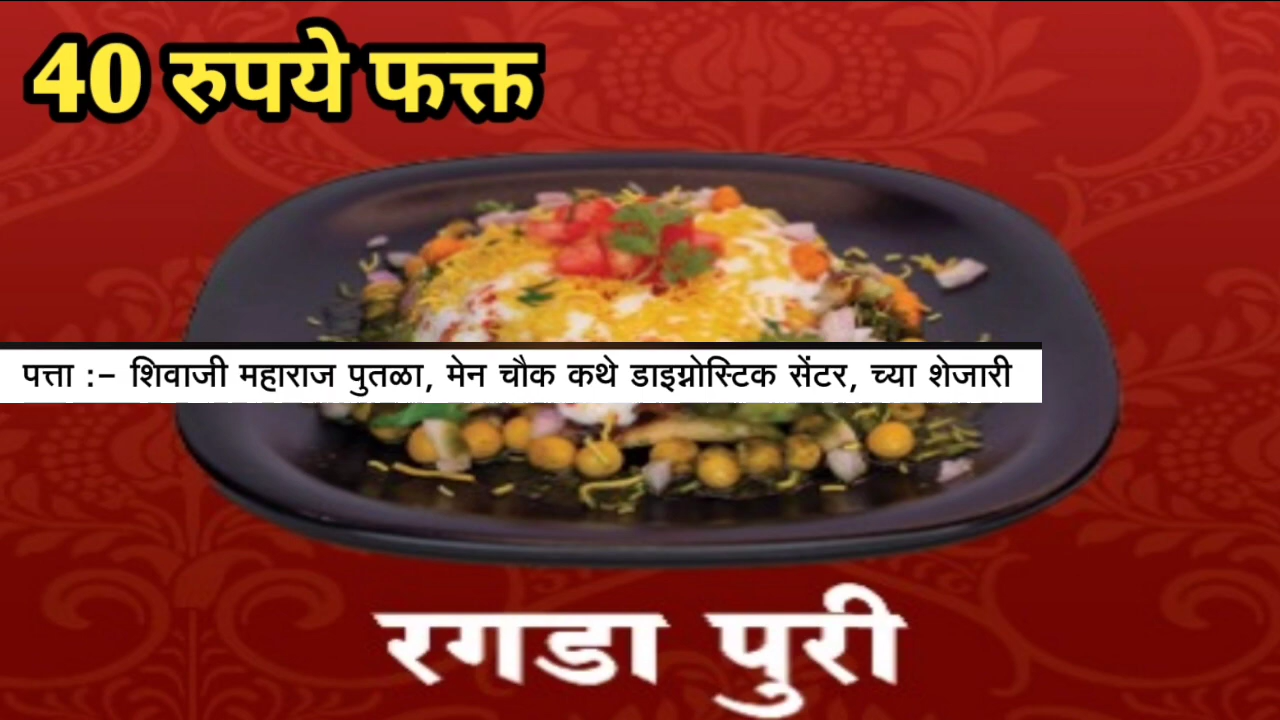 40 रुपये फक्त
पत्ता :- शिवाजी महाराज पुतळा, मेन चौक कथे डाइग्नोस्टिक सेंटर, च्या शेजारी
रगडा पुरी